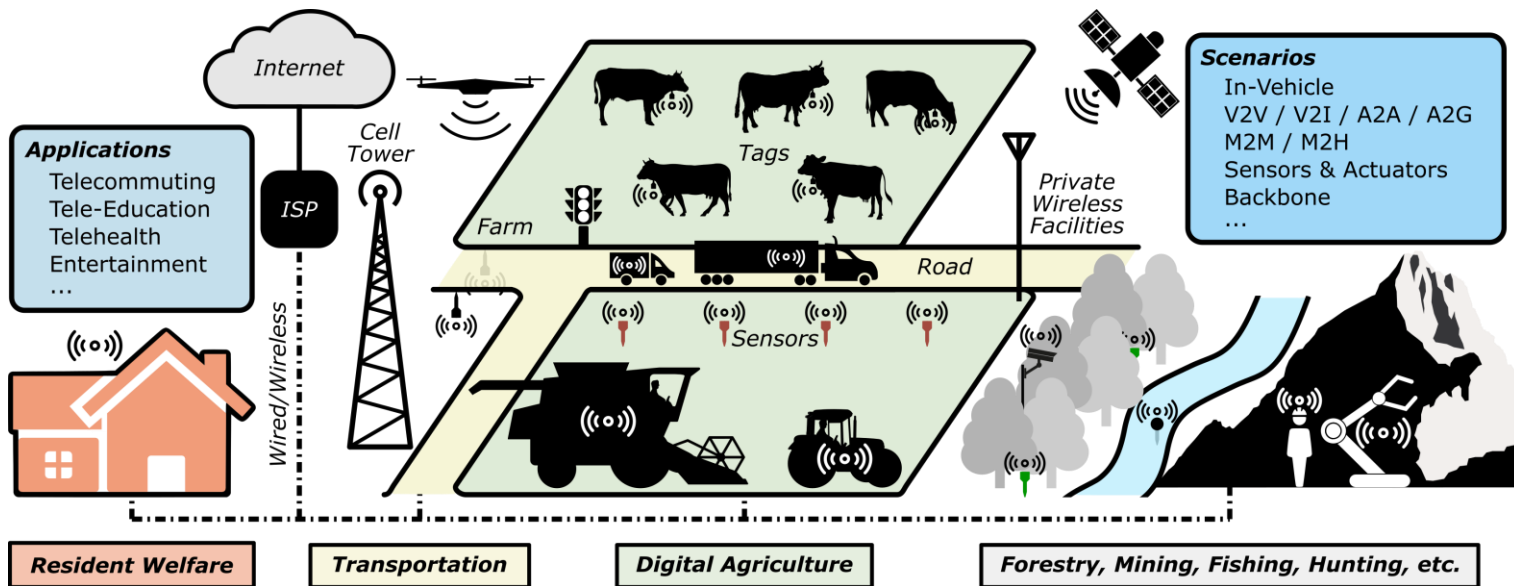 Internet
Applications
Telecommuting
Tele-Education
Telehealth
Entertainment
...
ISP
Wired/Wireless
Cell
Tower
Farm
Tags
Road
Sensors
Private
Wireless
Facilities
Scenarios
In-Vehicle
V2V / V2I / A2A / A2G
M2M / M2H
Sensors & Actuators
Backbone
...
Resident Welfare
Transportation
Digital Agriculture
Forestry, Mining, Fishing, Hunting, etc.